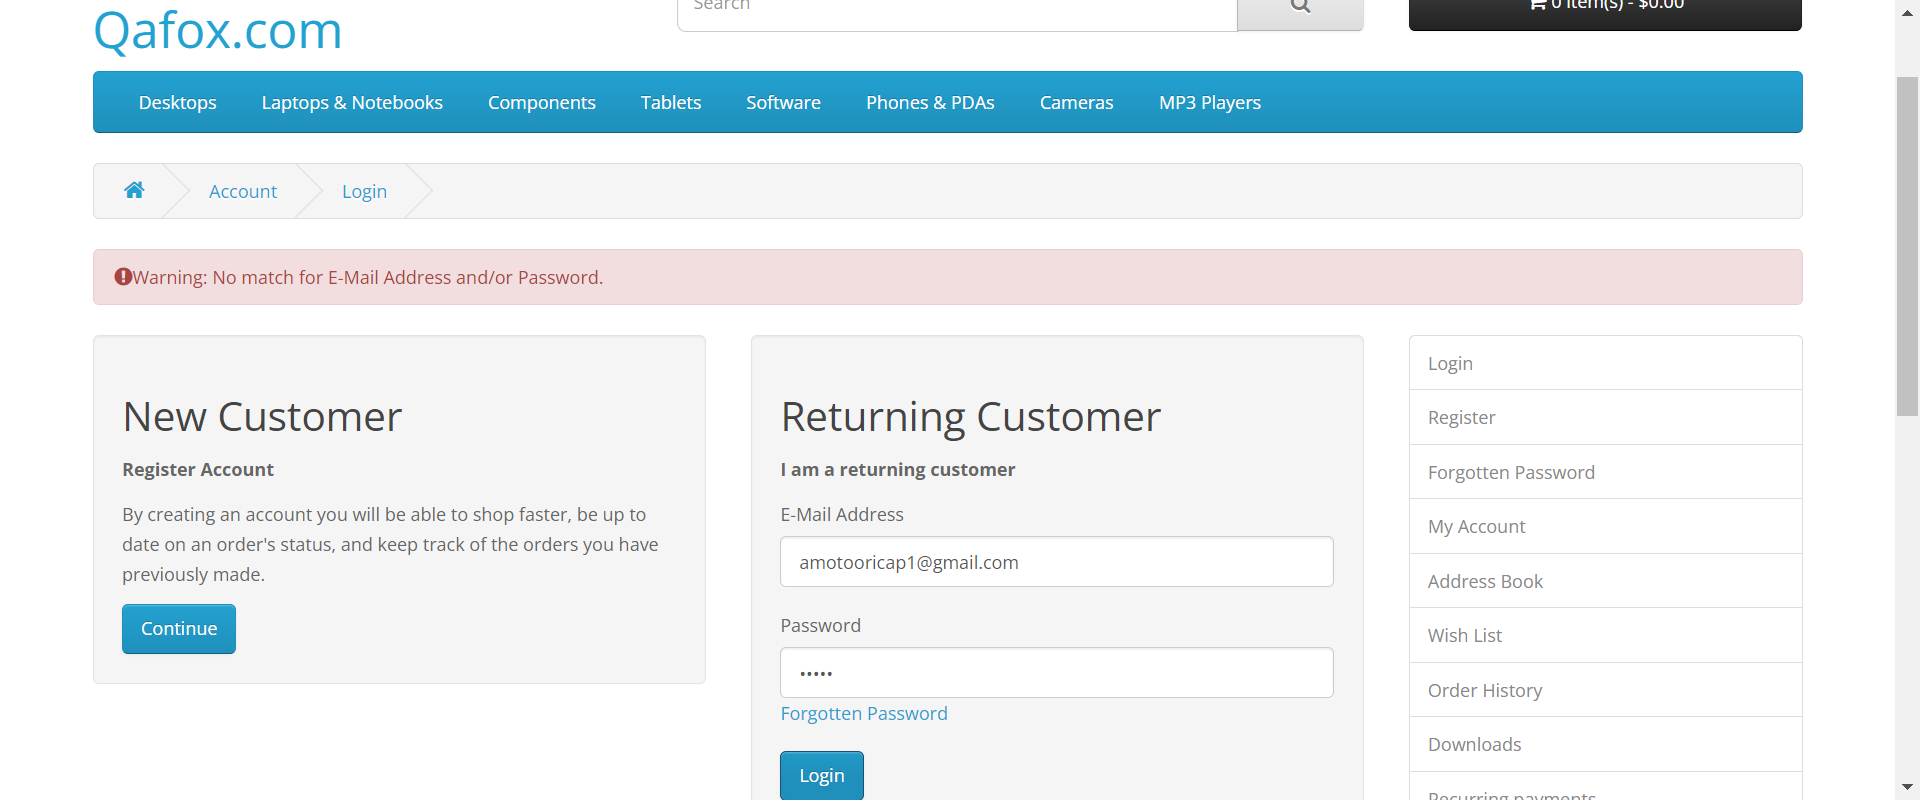 Qafox.com
Search
0 item(s) - $0.00
Desktops Laptops & Notebooks Components Tablets Software Phones & PDAs Cameras MP3 Players
Account Login
Warning: No match for E-Mail Address and/or Password.
New Customer
Register Account
By creating an account you will be able to shop faster, be up to
date on an order's status, and keep track of the orders you have
previously made.
Continue
Returning Customer
I am a returning customer
E-Mail Address
amotooricap1@gmail.com
Password
•••••
Forgotten Password
Login
Login
Register
Forgotten Password
My Account
Address Book
Wish List
Order History
Downloads
Recurring payments